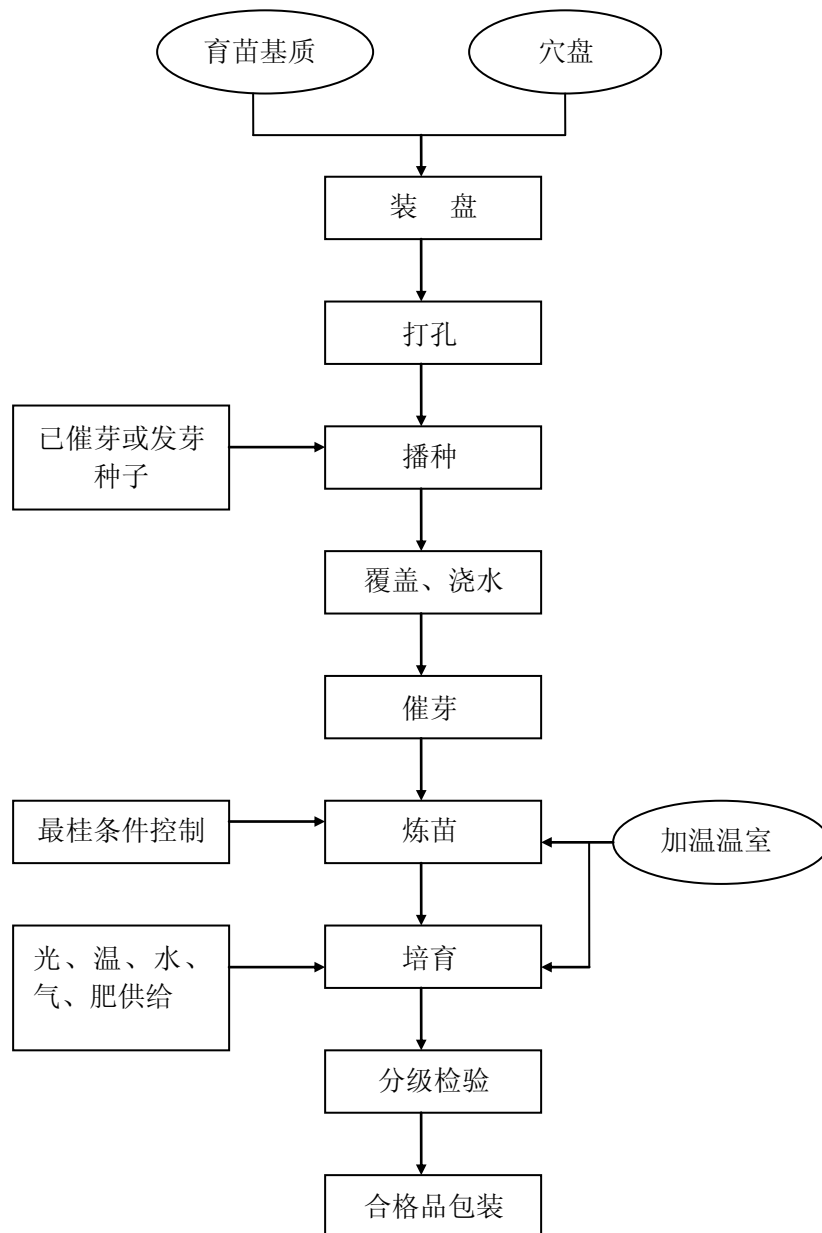 育苗基质
穴盘
装 盘
打孔
已催芽或发芽
种子
播种
覆盖、浇水
催芽
最桂条件控制
炼苗
加温温室
光、温、水、
气、肥供给
培育
分级检验
合格品包装